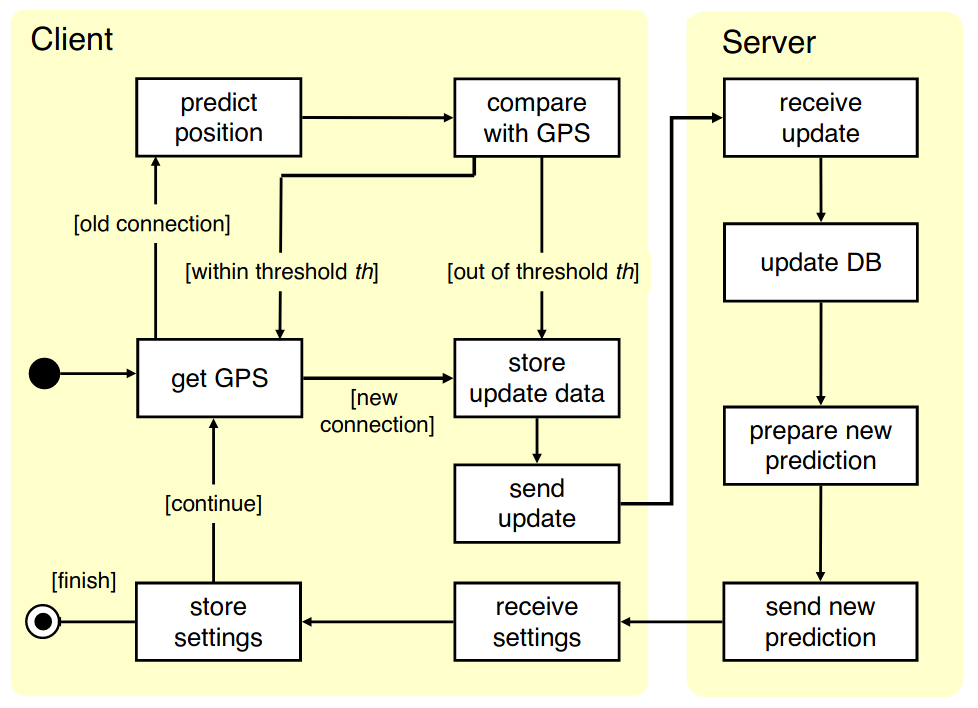 Client
predict
position
compare
with GPS
[old connection]
[within threshold th]
[out of threshold th]
get GPS
[new
connection]
store
update data
send
update
[continue]
[finish]
store
settings
receive
settings
Server
receive
update
update DB
prepare new
prediction
send new
prediction